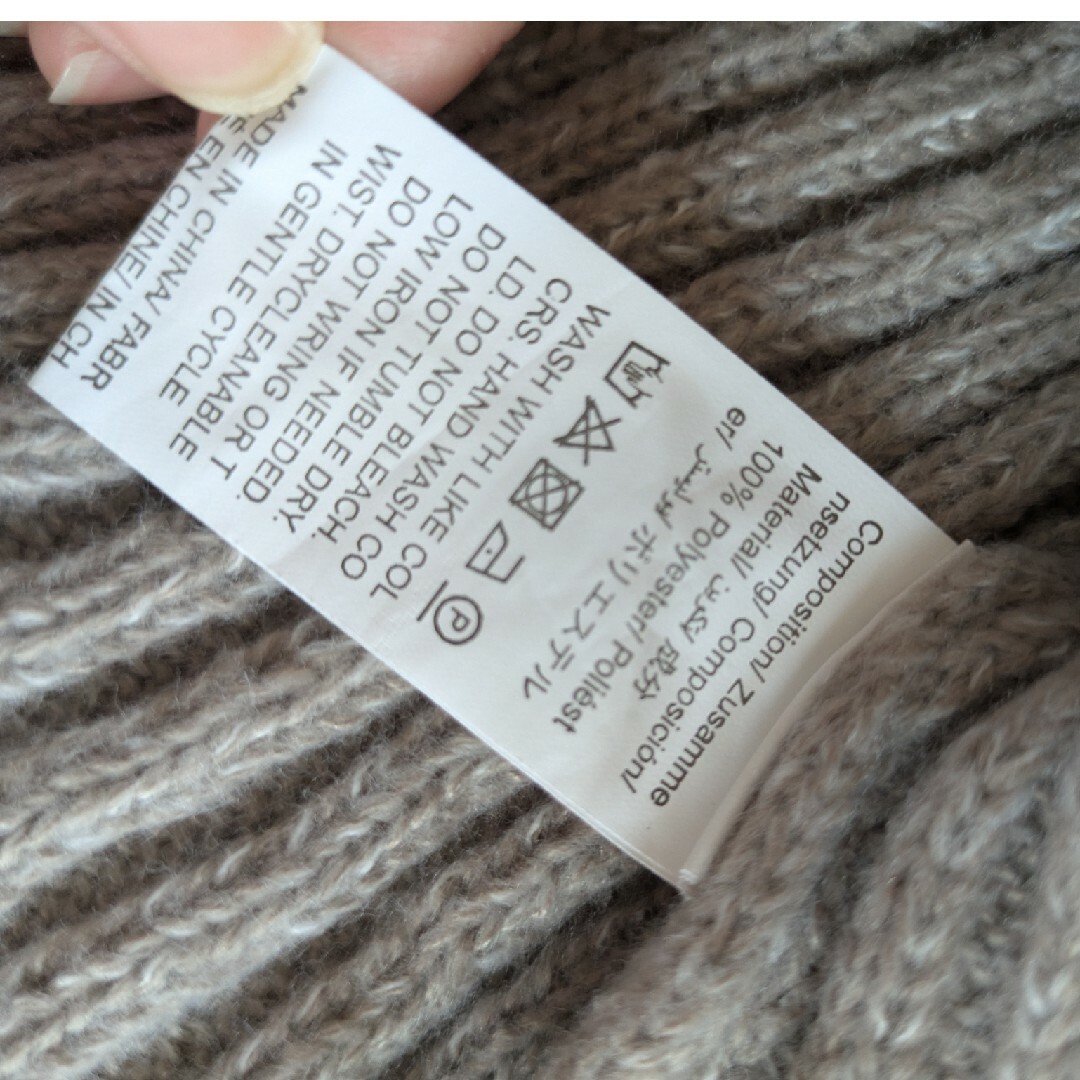 Composition/ Zusamme
nsetzung/ Composición/
Material/ تكوين/ 成分
100% Polyester/ Poliést
er/ بوليستر/ ポリエステル
P
WASH WITH LIKE COL
ORS. HAND WASH CO
LD. DO NOT BLEACH.
DO NOT TUMBLE DRY.
LOW IRON IF NEEDED.
DO NOT WRING OR T
WIST. DRYCLEANABLE
IN GENTLE CYCLE
MADE IN CHINA/ FABR
EN CHINE/ IN CH